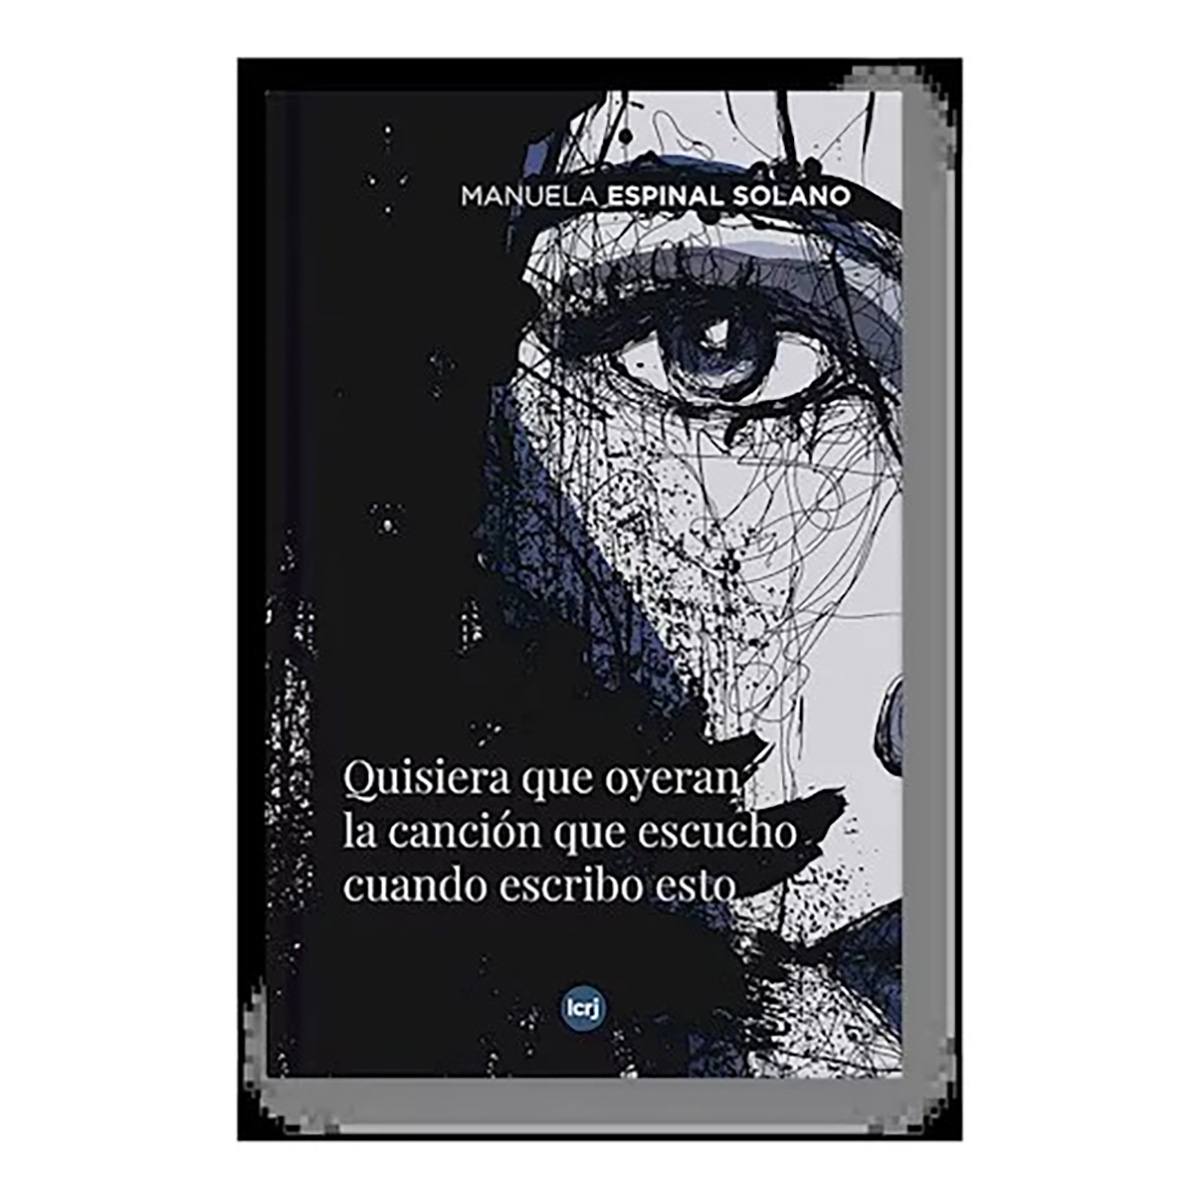 MANUELA ESPINAL SOLANO
Quisiera que oyeran
la canción que escucho
cuando escribo esto
lcrj